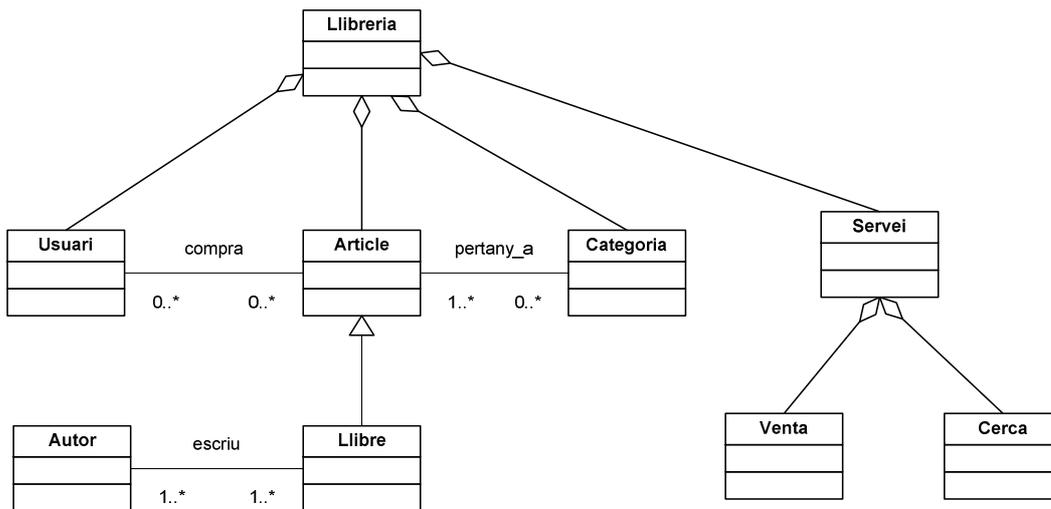 Llibreria
Usuari
compra
Article
pertany_a
Categoria
Servei
0..*
0..*
1..*
0..*
Autor
escriu
Llibre
Venta
Cerca
1..*
1..*